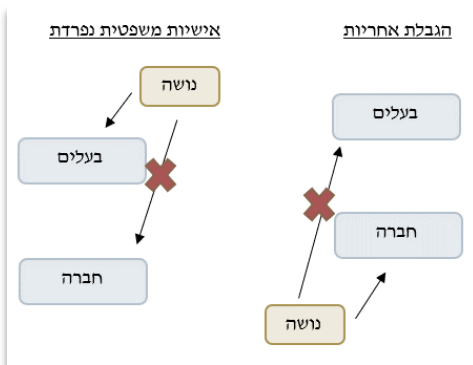 הגבלת אחריות
בעלים
חברה
נושה
אישיות משפטית נפרדת
נושה
בעלים
חברה